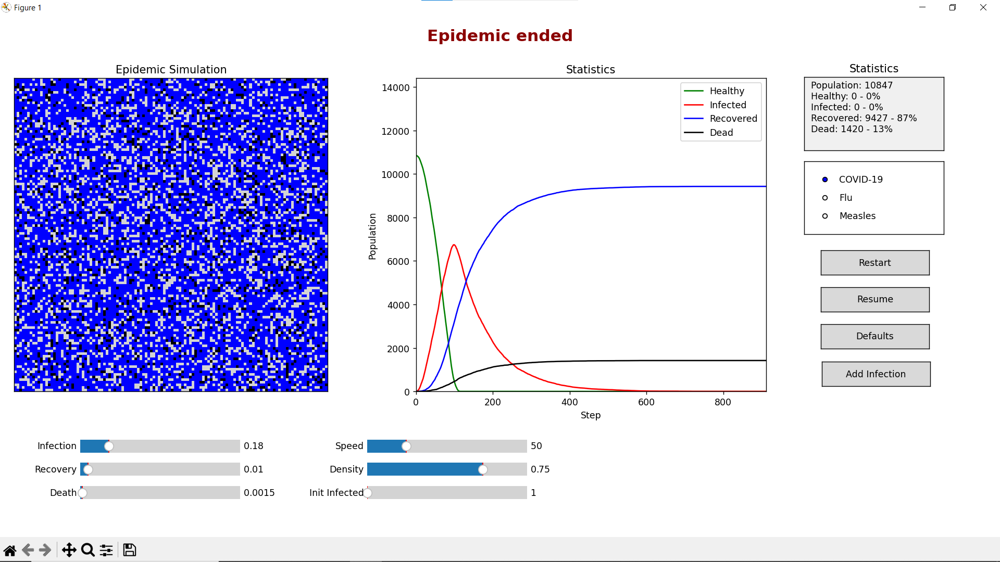 Figure 1
Epidemic ended
Epidemic Simulation
Statistics
14000
12000
10000
8000
6000
4000
2000
0
Population
0 200 400 600 800
Step
Healthy
Infected
Recovered
Dead
Statistics
Population: 10847
Healthy: 0 - 0%
Infected: 0 - 0%
Recovered: 9427 - 87%
Dead: 1420 - 13%
COVID-19
Flu
Measles
Restart
Resume
Defaults
Add Infection
Infection 0.18
Recovery 0.01
Death 0.0015
Speed 50
Density 0.75
Init Infected 1